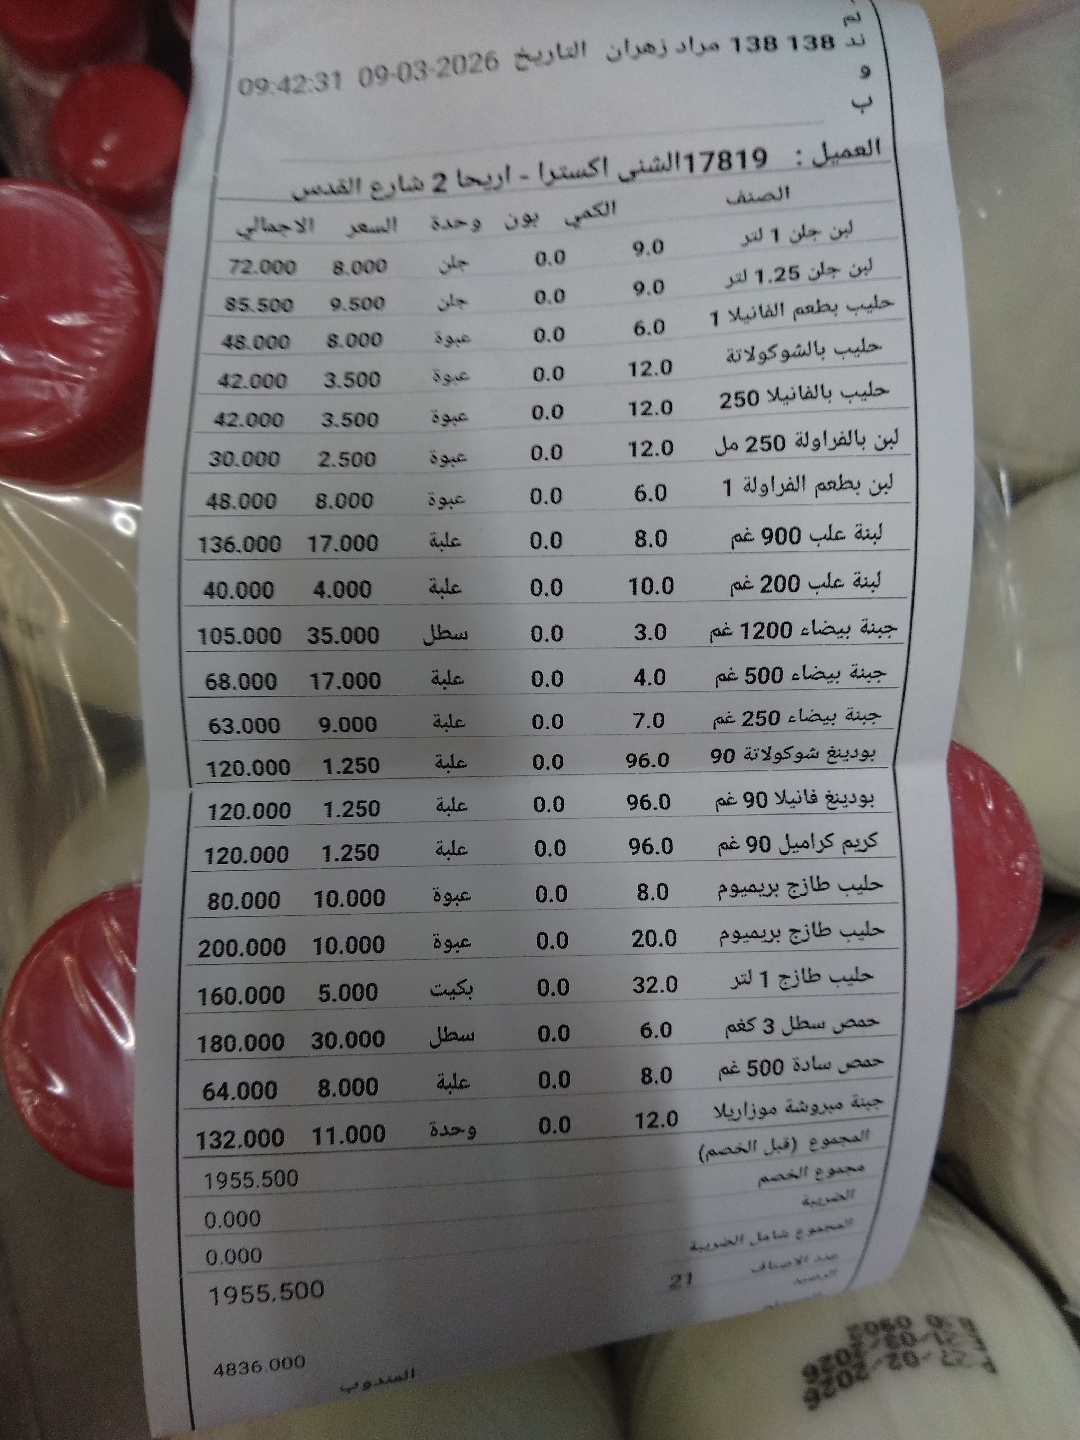 لم
ند 138 138 مراد زهران التاريخ 09-03-2026 09:42:31
و
ب
العميل : 17819الشنى اكسترا - اريحا 2 شارع القدس
الصنف الكمي بون وحدة السعر الاجمالي
لبن جلن 1 لتر 9.0 0.0 جلن 8.000 72.000
لبن جلن 1.25 لتر 9.0 0.0 جلن 9.500 85.500
حليب بطعم الفانيلا 1 6.0 0.0 عبوة 8.000 48.000
حليب بالشوكولاتة 12.0 0.0 عبوة 3.500 42.000
حليب بالفانيلا 250 12.0 0.0 عبوة 3.500 42.000
لبن بالفراولة 250 مل 12.0 0.0 عبوة 2.500 30.000
لبن بطعم الفراولة 1 6.0 0.0 عبوة 8.000 48.000
لبنة علب 900 غم 8.0 0.0 علبة 17.000 136.000
لبنة علب 200 غم 10.0 0.0 علبة 4.000 40.000
جبنة بيضاء 1200 غم 3.0 0.0 سطل 35.000 105.000
جبنة بيضاء 500 غم 4.0 0.0 علبة 17.000 68.000
جبنة بيضاء 250 غم 7.0 0.0 علبة 9.000 63.000
بودينغ شوكولاتة 90 96.0 0.0 علبة 1.250 120.000
بودينغ فانيلا 90 غم 96.0 0.0 علبة 1.250 120.000
كريم كراميل 90 غم 96.0 0.0 علبة 1.250 120.000
حليب طازج بريميوم 8.0 0.0 عبوة 10.000 80.000
حليب طازج بريميوم 20.0 0.0 عبوة 10.000 200.000
حليب طازج 1 لتر 32.0 0.0 بكيت 5.000 160.000
حمص سطل 3 كغم 6.0 0.0 سطل 30.000 180.000
حمص سادة 500 غم 8.0 0.0 علبة 8.000 64.000
جبنة مبروشة موزاريلا 12.0 0.0 وحدة 11.000 132.000
المجموع (قبل الخصم) 1955.500
مجموع الخصم 0.000
الضريبة 0.000
المجموع شامل الضريبة 1955.500
عدد الاصناف 21
الرصيد 4836.000
المندوب